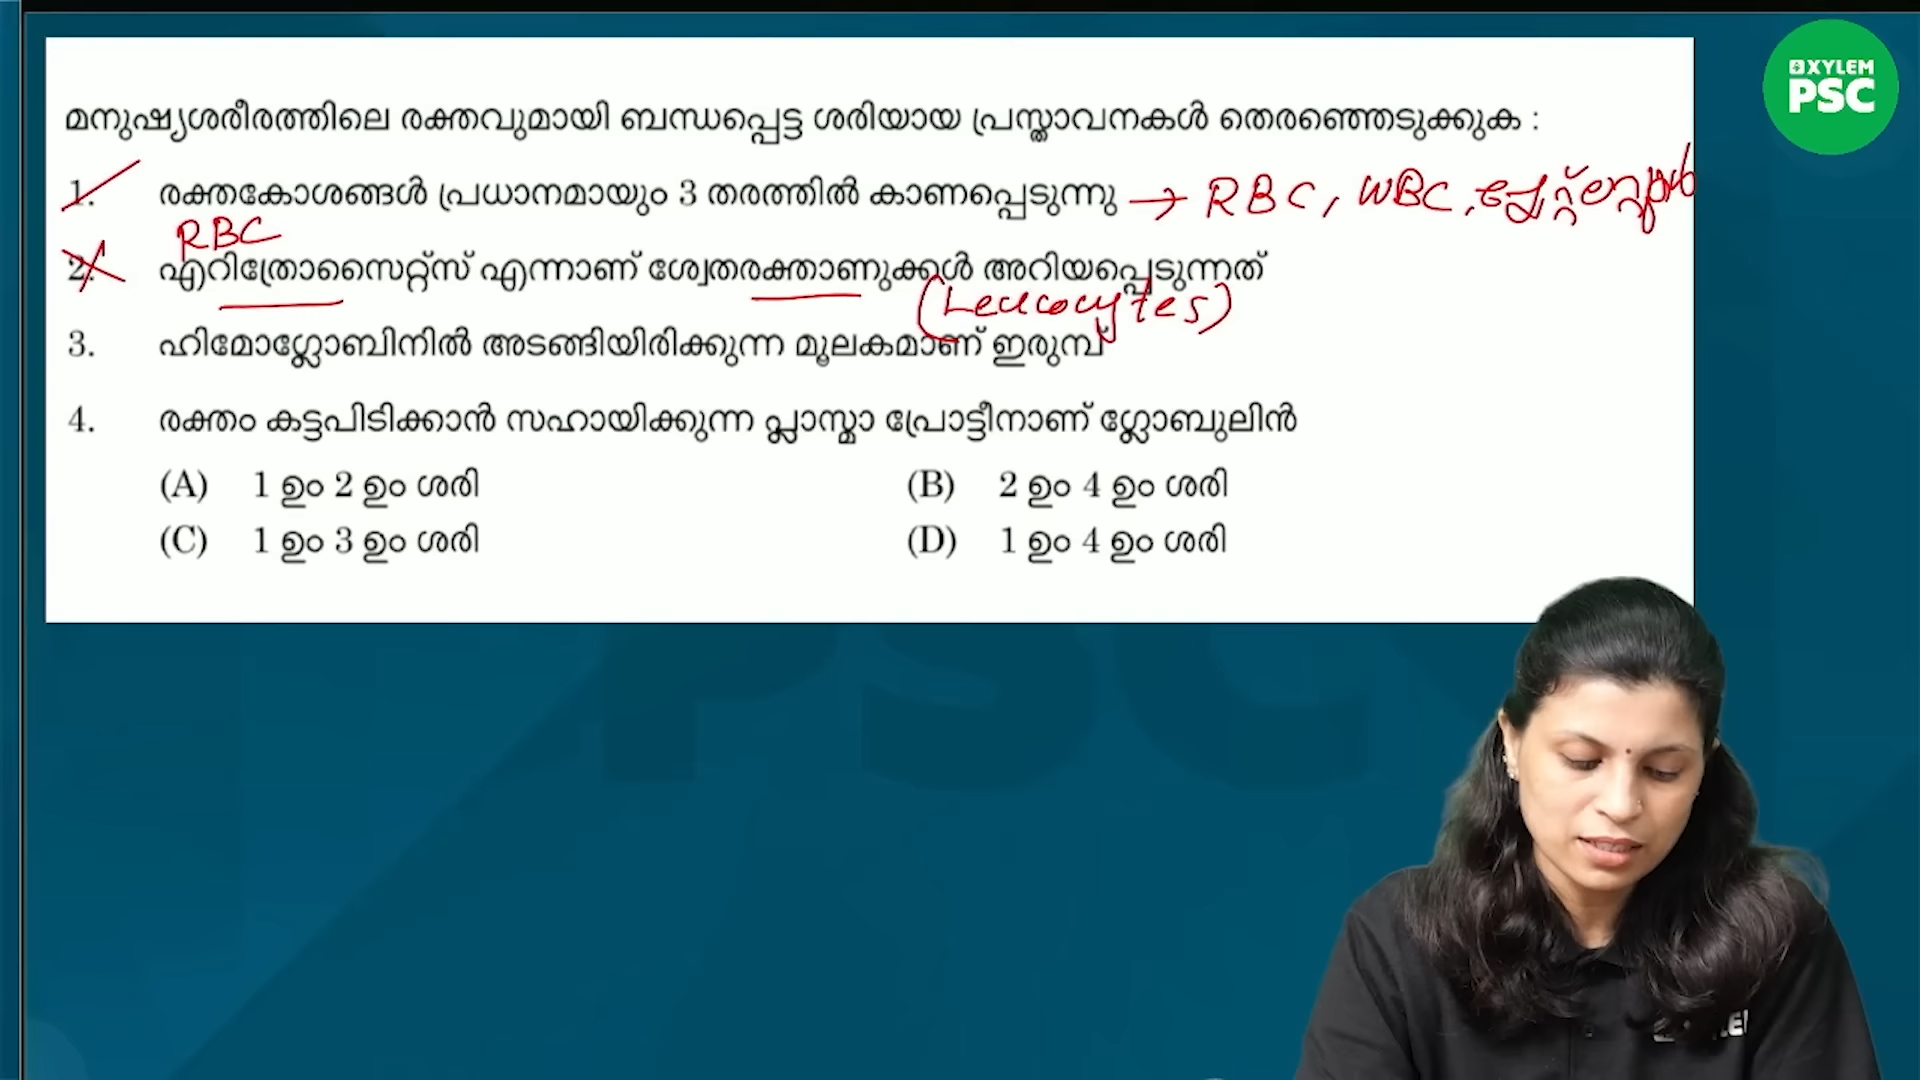 XYLEM
PSC
മനുഷ്യശരീരത്തിലെ രക്തവുമായി ബന്ധപ്പെട്ട ശരിയായ പ്രസ്താവനകൾ തെരഞ്ഞെടുക്കുക :
1. രക്തകോശങ്ങൾ പ്രധാനമായും 3 തരത്തിൽ കാണപ്പെടുന്നു → RBC, WBC,
RBC
2. എറിത്രോസൈറ്റ്സ് എന്നാണ് ശ്വേതരക്താണുക്കൾ അറിയപ്പെടുന്നത്
(Leucocytes)
3. ഹിമോഗ്ലോബിനിൽ അടങ്ങിയിരിക്കുന്ന മൂലകമാണ് ഇരുമ്പ്
4. രക്തം കട്ടപിടിക്കാൻ സഹായിക്കുന്ന പ്ലാസ്മാ പ്രോട്ടീനാണ് ഗ്ലോബുലിൻ
(A) 1 ഉം 2 ഉം ശരി (B) 2 ഉം 4 ഉം ശരി
(C) 1 ഉം 3 ഉം ശരി (D) 1 ഉം 4 ഉം ശരി
PSC